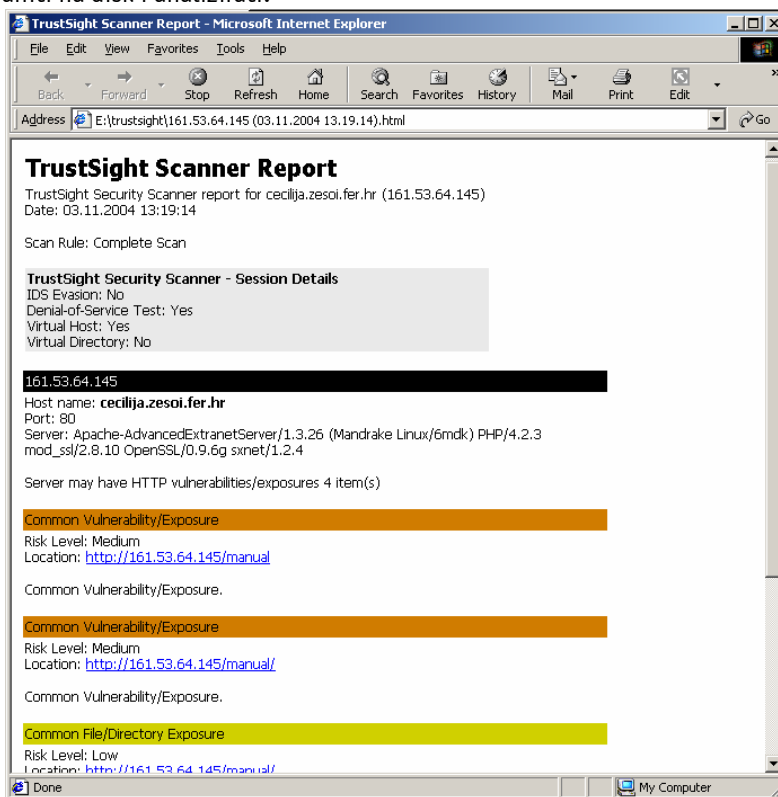 TrustSight Scanner Report - Microsoft Internet Explorer
File Edit View Favorites Tools Help
Back Forward Stop Refresh Home Search Favorites History Mail Print Edit »
Address E:\trustsight\161.53.64.145 (03.11.2004 13.19.14).html Go
TrustSight Scanner Report
TrustSight Security Scanner report for cecilija.zesoi.fer.hr (161.53.64.145)
Date: 03.11.2004 13:19:14
Scan Rule: Complete Scan
TrustSight Security Scanner - Session Details
IDS Evasion: No
Denial-of-Service Test: Yes
Virtual Host: Yes
Virtual Directory: No
161.53.64.145
Host name: cecilija.zesoi.fer.hr
Port: 80
Server: Apache-AdvancedExtranetServer/1.3.26 (Mandrake Linux/6mdk) PHP/4.2.3
mod_ssl/2.8.10 OpenSSL/0.9.6g sxnet/1.2.4
Server may have HTTP vulnerabilities/exposures 4 item(s)
Common Vulnerability/Exposure
Risk Level: Medium
Location: http://161.53.64.145/manual
Common Vulnerability/Exposure.
Common Vulnerability/Exposure
Risk Level: Medium
Location: http://161.53.64.145/manual/
Common Vulnerability/Exposure.
Common File/Directory Exposure
Risk Level: Low
Location: http://161.53.64.145/manual/
Done My Computer